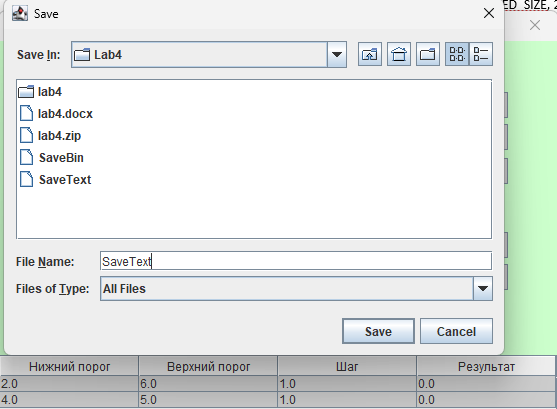 ED_SIZE, 2
Save
Save In: Lab4
lab4
lab4.docx
lab4.zip
SaveBin
SaveText
File Name: SaveText
Files of Type: All Files
Save Cancel
Нижний порог Верхний порог Шаг Результат
2.0 6.0 1.0 0.0
4.0 5.0 1.0 0.0